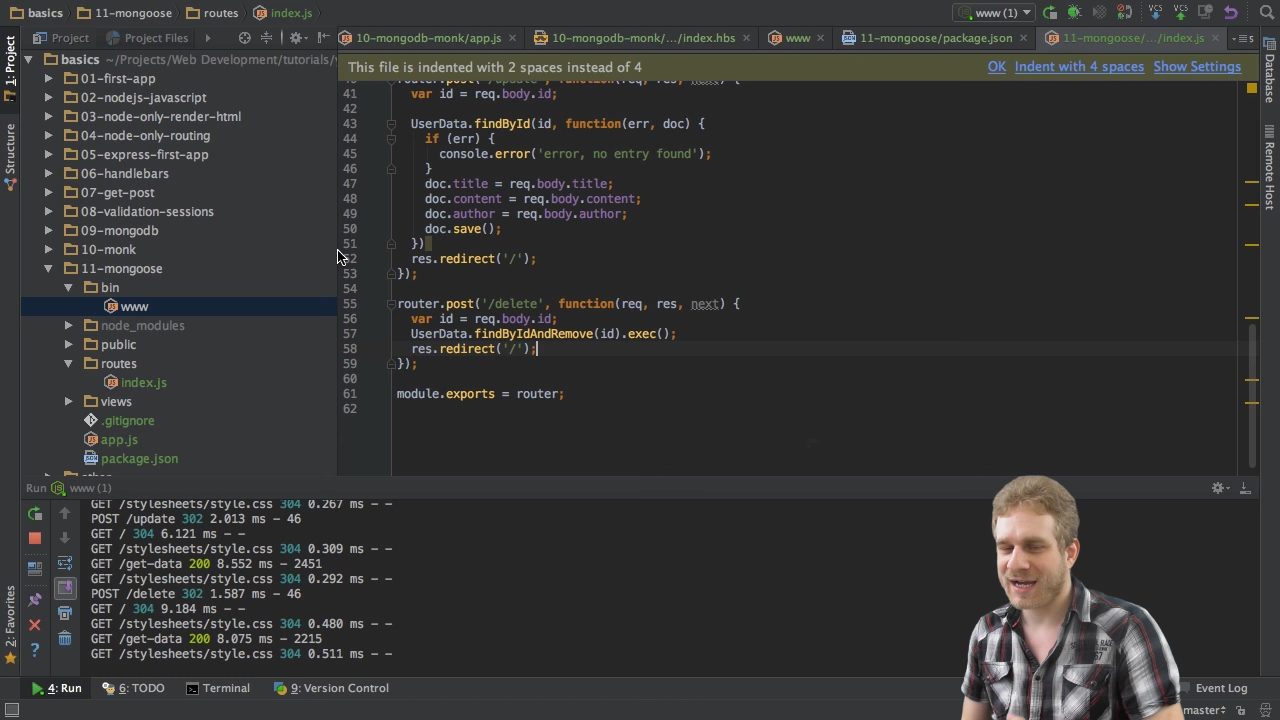 basics 11-mongoose routes index.js www (1) VCS VCS
Project Project Files 10-mongodb-monk/app.js 10-mongodb-monk/.../index.hbs www 11-mongoose/package.json 11-mongoose/.../index.js
1: Project
Structure
2: Favorites
Database
Remote Host
basics ~/Projects/Web Development/tutorials/
01-first-app
02-nodejs-javascript
03-node-only-render-html
04-node-only-routing
05-express-first-app
06-handlebars
07-get-post
08-validation-sessions
09-mongodb
10-monk
11-mongoose
bin
www
node_modules
public
routes
index.js
views
.gitignore
app.js
package.json
This file is indented with 2 spaces instead of 4 OK Indent with 4 spaces Show Settings
41 var id = req.body.id;
42
43 UserData.findById(id, function(err, doc) {
44 if (err) {
45 console.error('error, no entry found');
46 }
47 doc.title = req.body.title;
48 doc.content = req.body.content;
49 doc.author = req.body.author;
50 doc.save();
51 })
52 res.redirect('/');
53 });
54
55 router.post('/delete', function(req, res, next) {
56 var id = req.body.id;
57 UserData.findByIdAndRemove(id).exec();
58 res.redirect('/');
59 });
60
61 module.exports = router;
62
Run www (1)
GET /stylesheets/style.css 304 0.267 ms - -
POST /update 302 2.013 ms - 46
GET / 304 6.121 ms - -
GET /stylesheets/style.css 304 0.309 ms - -
GET /get-data 200 8.552 ms - 2451
GET /stylesheets/style.css 304 0.292 ms - -
POST /delete 302 1.587 ms - 46
GET / 304 9.184 ms - -
GET /stylesheets/style.css 304 0.480 ms - -
GET /get-data 200 8.075 ms - 2215
GET /stylesheets/style.css 304 0.511 ms - -
4: Run 6: TODO Terminal 9: Version Control Event Log
master